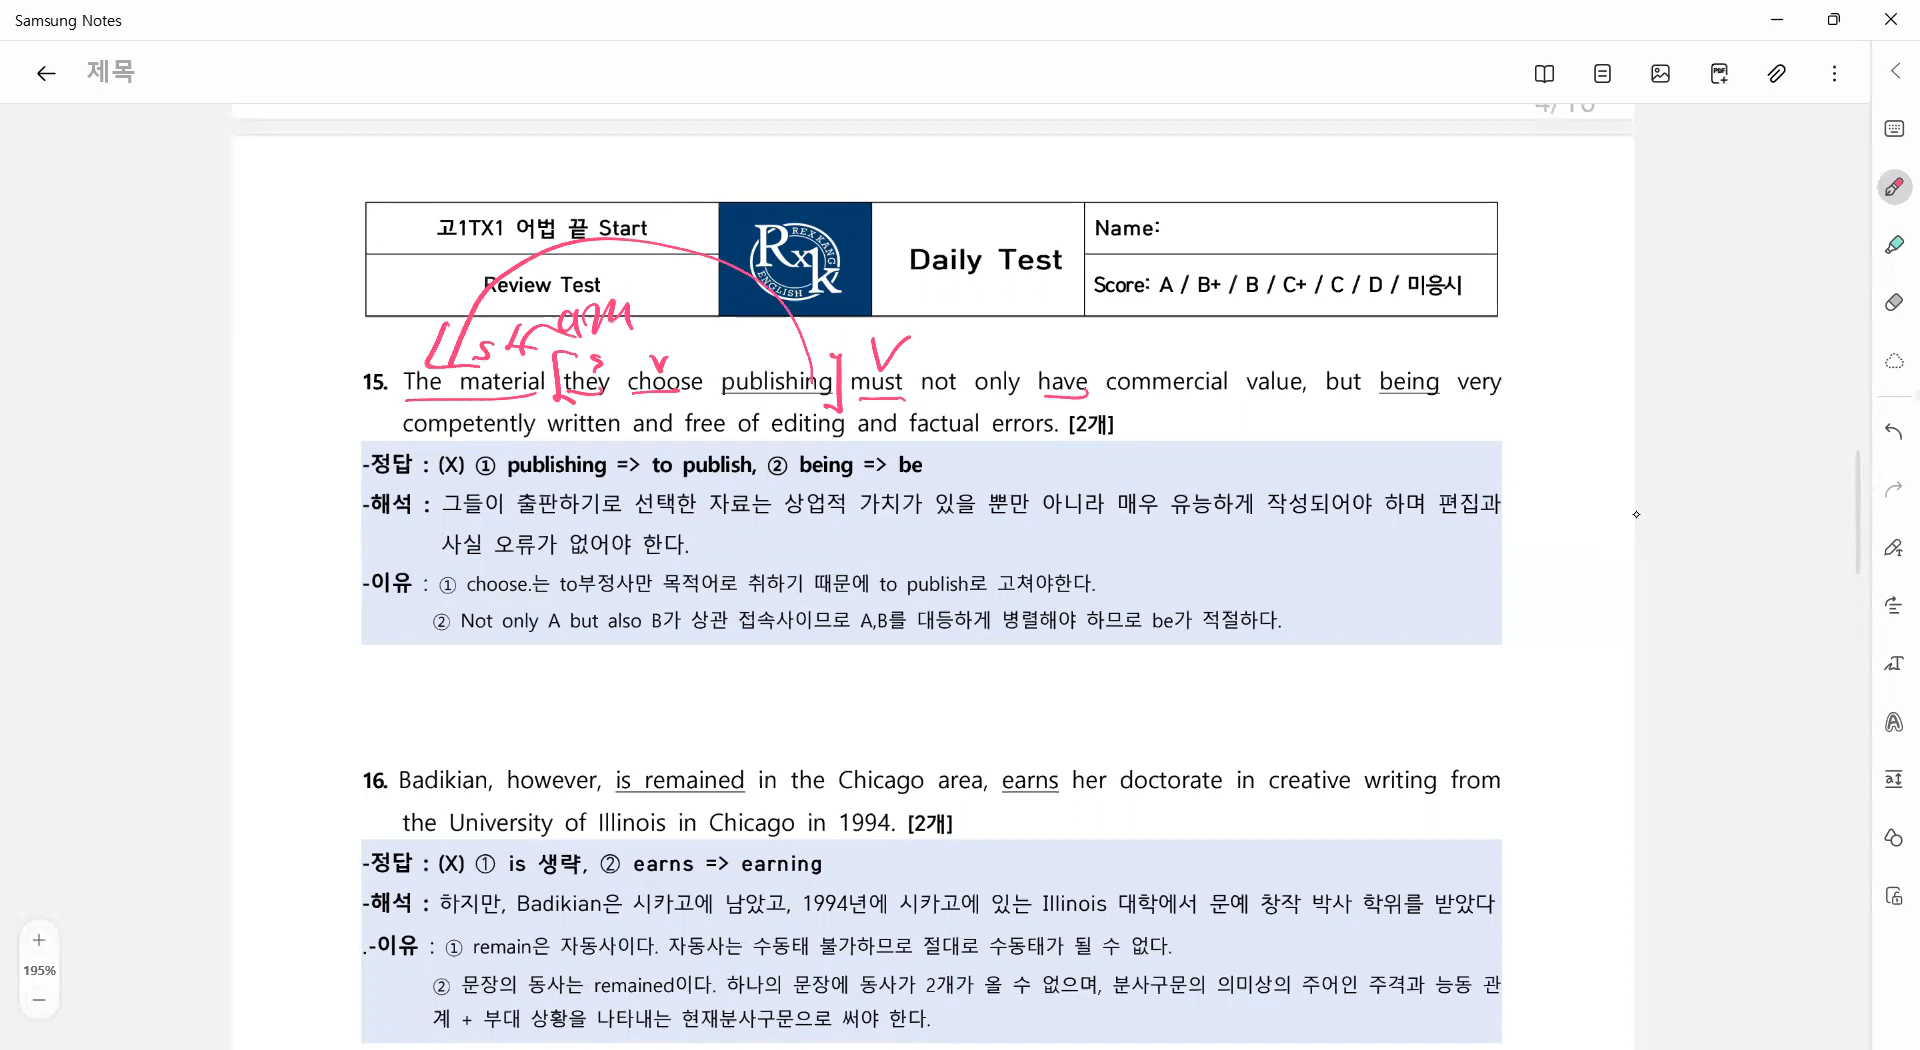 Samsung Notes
제목
4/16
고1TX1 어법 끝 Start
Review Test
RxK
REXKANG
ENGLISH
Daily Test
Name:
Score: A / B+ / B / C+ / C / D / 미응시
s
s v V
15. The material they choose publishing must not only have commercial value, but being very
competently written and free of editing and factual errors. [2개]
-정답 : (X) ① publishing => to publish, ② being => be
-해석 : 그들이 출판하기로 선택한 자료는 상업적 가치가 있을 뿐만 아니라 매우 유능하게 작성되어야 하며 편집과
사실 오류가 없어야 한다.
-이유 : ① choose.는 to부정사만 목적어로 취하기 때문에 to publish로 고쳐야한다.
② Not only A but also B가 상관 접속사이므로 A,B를 대등하게 병렬해야 하므로 be가 적절하다.
16. Badikian, however, is remained in the Chicago area, earns her doctorate in creative writing from
the University of Illinois in Chicago in 1994. [2개]
-정답 : (X) ① is 생략, ② earns => earning
-해석 : 하지만, Badikian은 시카고에 남았고, 1994년에 시카고에 있는 Illinois 대학에서 문예 창작 박사 학위를 받았다
.-이유 : ① remain은 자동사이다. 자동사는 수동태 불가하므로 절대로 수동태가 될 수 없다.
② 문장의 동사는 remained이다. 하나의 문장에 동사가 2개가 올 수 없으며, 분사구문의 의미상의 주어인 주격과 능동 관
계 + 부대 상황을 나타내는 현재분사구문으로 써야 한다.
195%